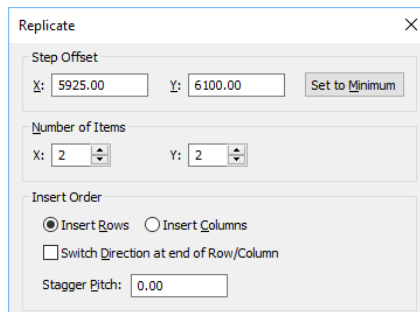 Replicate
Step Offset
X: 5925.00 Y: 6100.00 Set to Minimum
Number of Items
X: 2 Y: 2
Insert Order
Insert Rows Insert Columns
Switch Direction at end of Row/Column
Stagger Pitch: 0.00